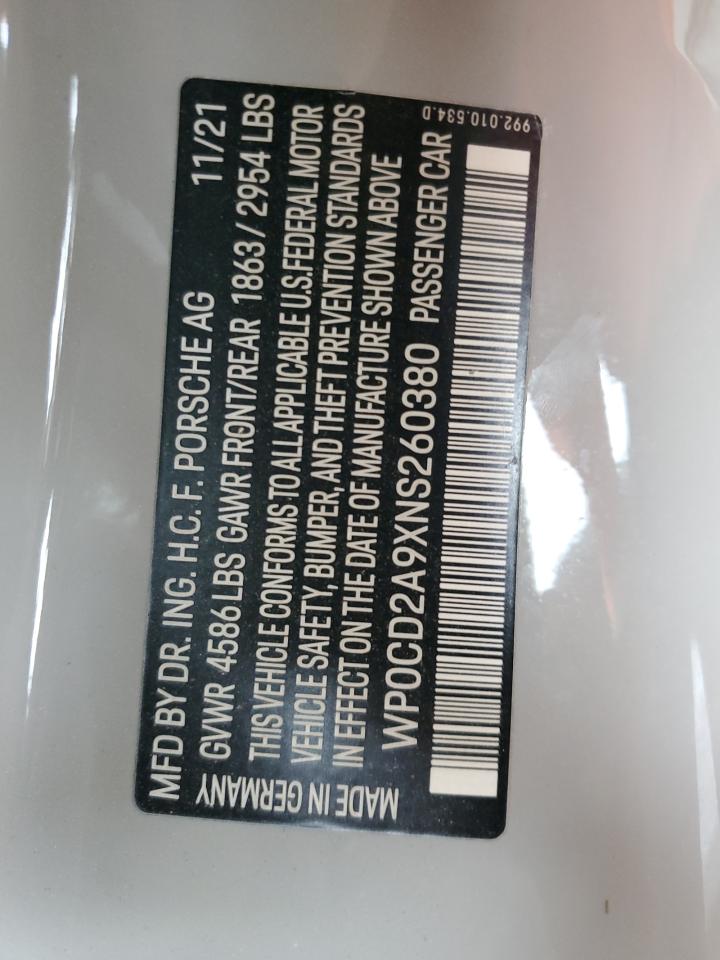 MFD BY DR. ING. H.C. F. PORSCHE AG 11/21
GVWR 4586 LBS GAWR FRONT/REAR 1863 / 2954 LBS
THIS VEHICLE CONFORMS TO ALL APPLICABLE U.S. FEDERAL MOTOR
VEHICLE SAFETY, BUMPER, AND THEFT PREVENTION STANDARDS
IN EFFECT ON THE DATE OF MANUFACTURE SHOWN ABOVE
WP0CD2A9XNS260380 PASSENGER CAR
MADE IN GERMANY
992.010.534.D